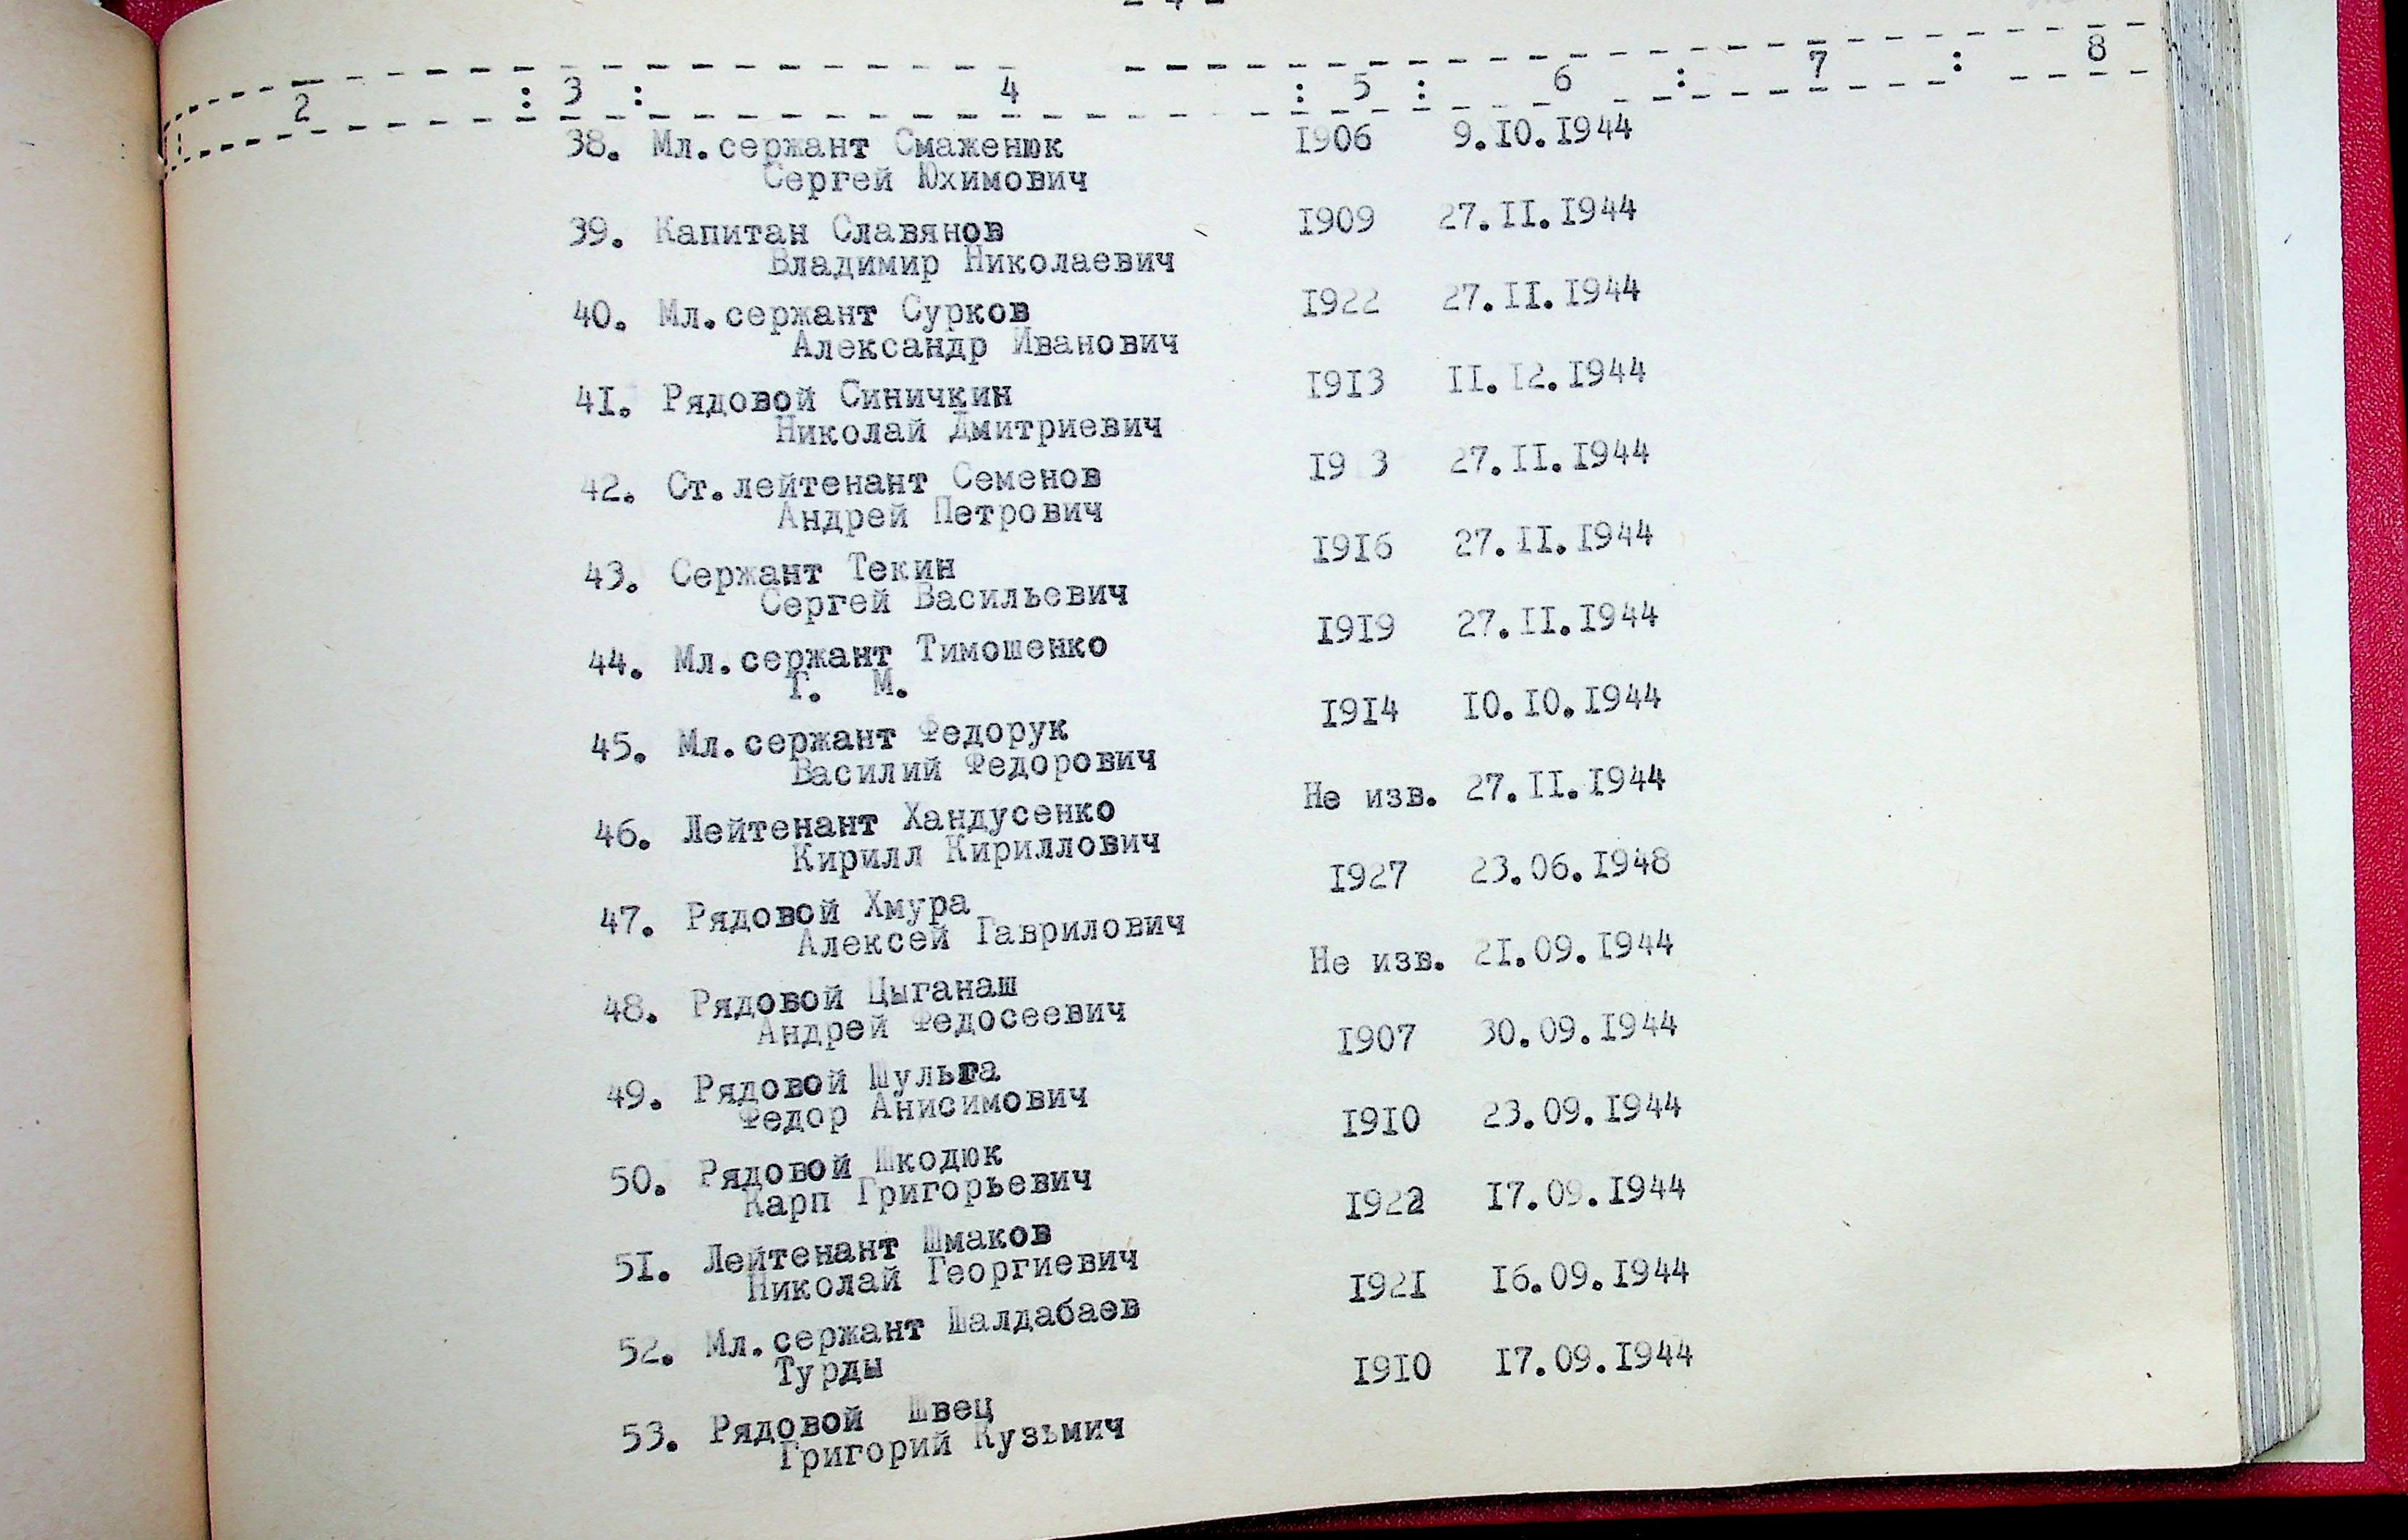 - 4 -
2 : 3 : 4 : 5 : 6 : 7 : 8
38. Мл.сержант Смаженюк 1906 9.10.1944
Сергей Юхимович
39. Капитан Славянов 1909 27.11.1944
Владимир Николаевич
40. Мл.сержант Сурков 1922 27.11.1944
Александр Иванович
41. Рядовой Синичкин 1913 11.12.1944
Николай Дмитриевич
42. Ст.лейтенант Семенов 27.11.1944
Андрей Петрович
43. Сержант Текин 1916 27.11.1944
Сергей Васильевич
44. Мл.сержант Тимошенко 1919 27.11.1944
Г. М.
45. Мл.сержант Федорук 1914 10.10.1944
Василий Федорович
46. Лейтенант Хандусенко Не изв. 27.11.1944
Кирилл Кириллович
47. Рядовой Хмура 1927 23.06.1948
Алексей Гаврилович
48. Рядовой Цыганаш Не изв. 21.09.1944
Андрей Федосеевич
49. Рядовой Шульга 1907 30.09.1944
Федор Анисимович
50. Рядовой Шкодюк 1910 23.09.1944
Карп Григорьевич
51. Лейтенант Шмаков 1922 17.09.1944
Николай Георгиевич
52. Мл.сержант Шалдабаев 1921 16.09.1944
Турды
53. Рядовой Швец 1910 17.09.1944
Григорий Кузьмич